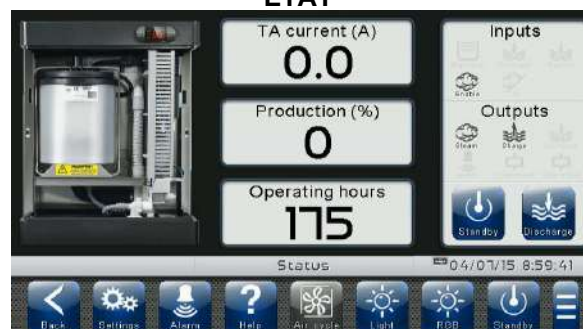 ETAT
TA current (A)
0.0
Production (%)
0
Operating hours
175
Inputs
Enable
Outputs
Steam
Charge
Standby
Discharge
Status
04/07/15 8:59:41
Back
Settings
Alarm
Help
Air cycle
Light
RGB
Standby